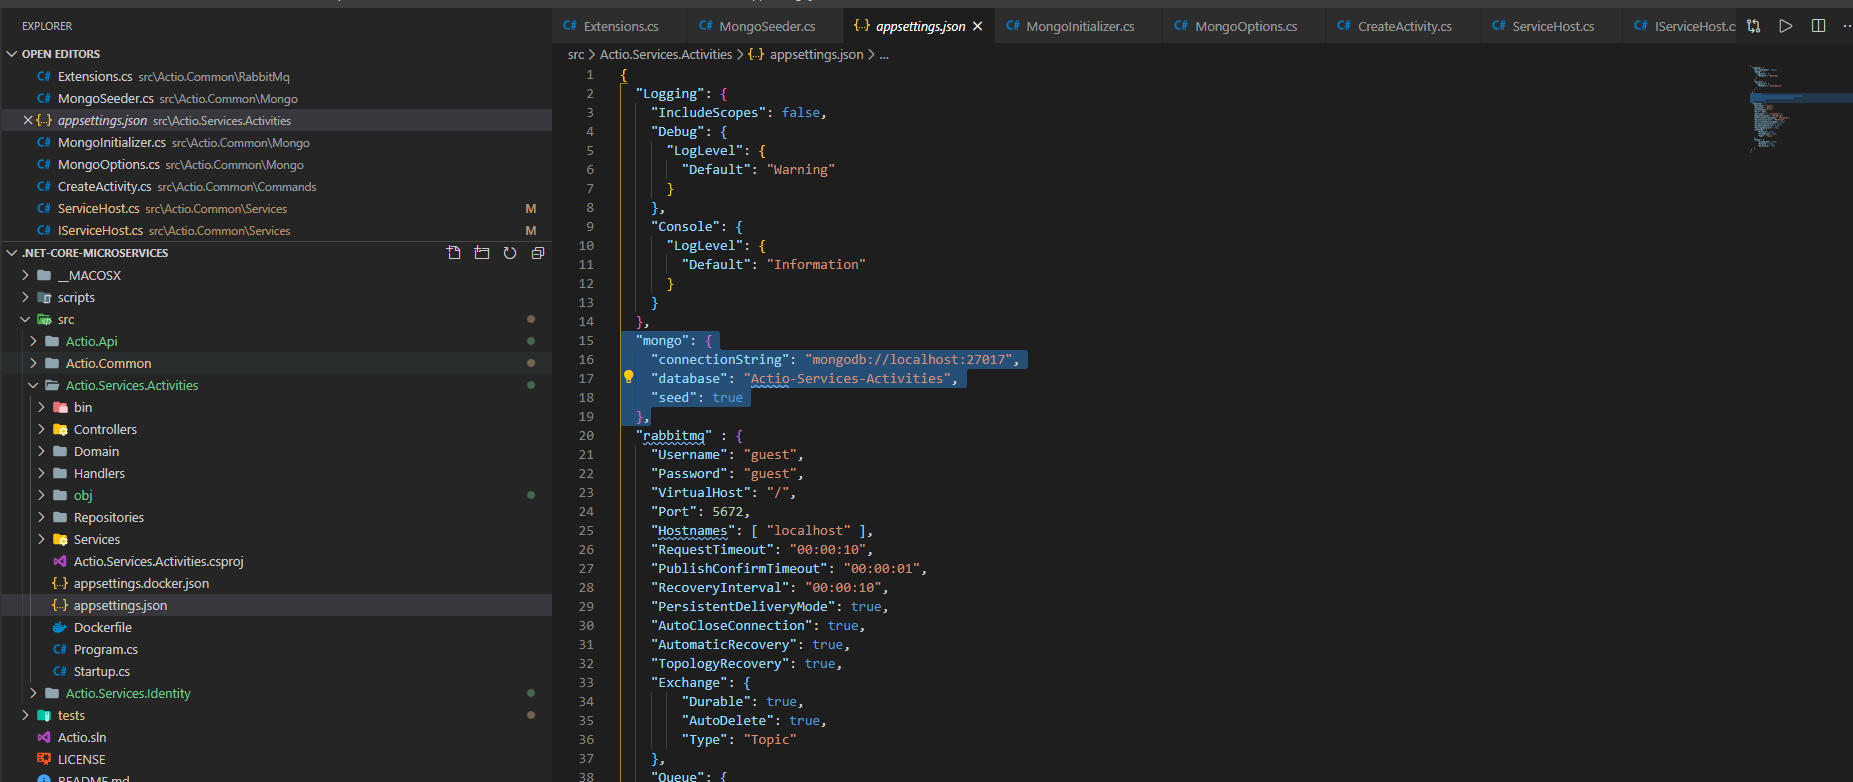 EXPLORER
OPEN EDITORS
Extensions.cs src\Actio.Common\RabbitMq
MongoSeeder.cs src\Actio.Common\Mongo
appsettings.json src\Actio.Services.Activities
MongoInitializer.cs src\Actio.Common\Mongo
MongoOptions.cs src\Actio.Common\Mongo
CreateActivity.cs src\Actio.Common\Commands
ServiceHost.cs src\Actio.Common\Services M
IServiceHost.cs src\Actio.Common\Services M
.NET-CORE-MICROSERVICES
__MACOSX
scripts
src
Actio.Api
Actio.Common
Actio.Services.Activities
bin
Controllers
Domain
Handlers
obj
Repositories
Services
Actio.Services.Activities.csproj
appsettings.docker.json
appsettings.json
Dockerfile
Program.cs
Startup.cs
Actio.Services.Identity
tests
Actio.sln
LICENSE
README.md
Extensions.cs MongoSeeder.cs appsettings.json MongoInitializer.cs MongoOptions.cs CreateActivity.cs ServiceHost.cs IServiceHost.c
src > Actio.Services.Activities > {..} appsettings.json > ...
1 {
2 "Logging": {
3 "IncludeScopes": false,
4 "Debug": {
5 "LogLevel": {
6 "Default": "Warning"
7 }
8 },
9 "Console": {
10 "LogLevel": {
11 "Default": "Information"
12 }
13 }
14 },
15 "mongo": {
16 "connectionString": "mongodb://localhost:27017",
17 "database": "Actio-Services-Activities",
18 "seed": true
19 },
20 "rabbitmq" : {
21 "Username": "guest",
22 "Password": "guest",
23 "VirtualHost": "/",
24 "Port": 5672,
25 "Hostnames": [ "localhost" ],
26 "RequestTimeout": "00:00:10",
27 "PublishConfirmTimeout": "00:00:01",
28 "RecoveryInterval": "00:00:10",
29 "PersistentDeliveryMode": true,
30 "AutoCloseConnection": true,
31 "AutomaticRecovery": true,
32 "TopologyRecovery": true,
33 "Exchange": {
34 "Durable": true,
35 "AutoDelete": true,
36 "Type": "Topic"
37 },
38 "Queue": {